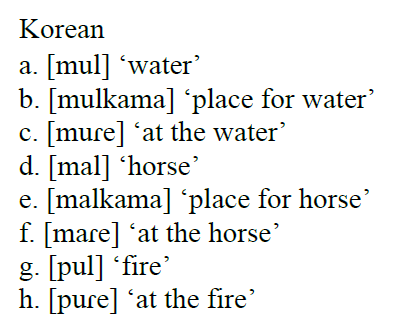 Korean
a. [mul] ‘water’
b. [mulkama] ‘place for water’
c. [muɾe] ‘at the water’
d. [mal] ‘horse’
e. [malkama] ‘place for horse’
f. [maɾe] ‘at the horse’
g. [pul] ‘fire’
h. [puɾe] ‘at the fire’